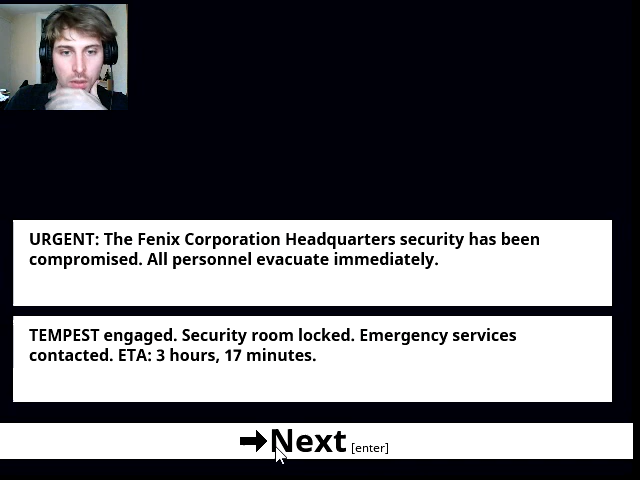 URGENT: The Fenix Corporation Headquarters security has been
compromised. All personnel evacuate immediately.
TEMPEST engaged. Security room locked. Emergency services
contacted. ETA: 3 hours, 17 minutes.
Next [enter]